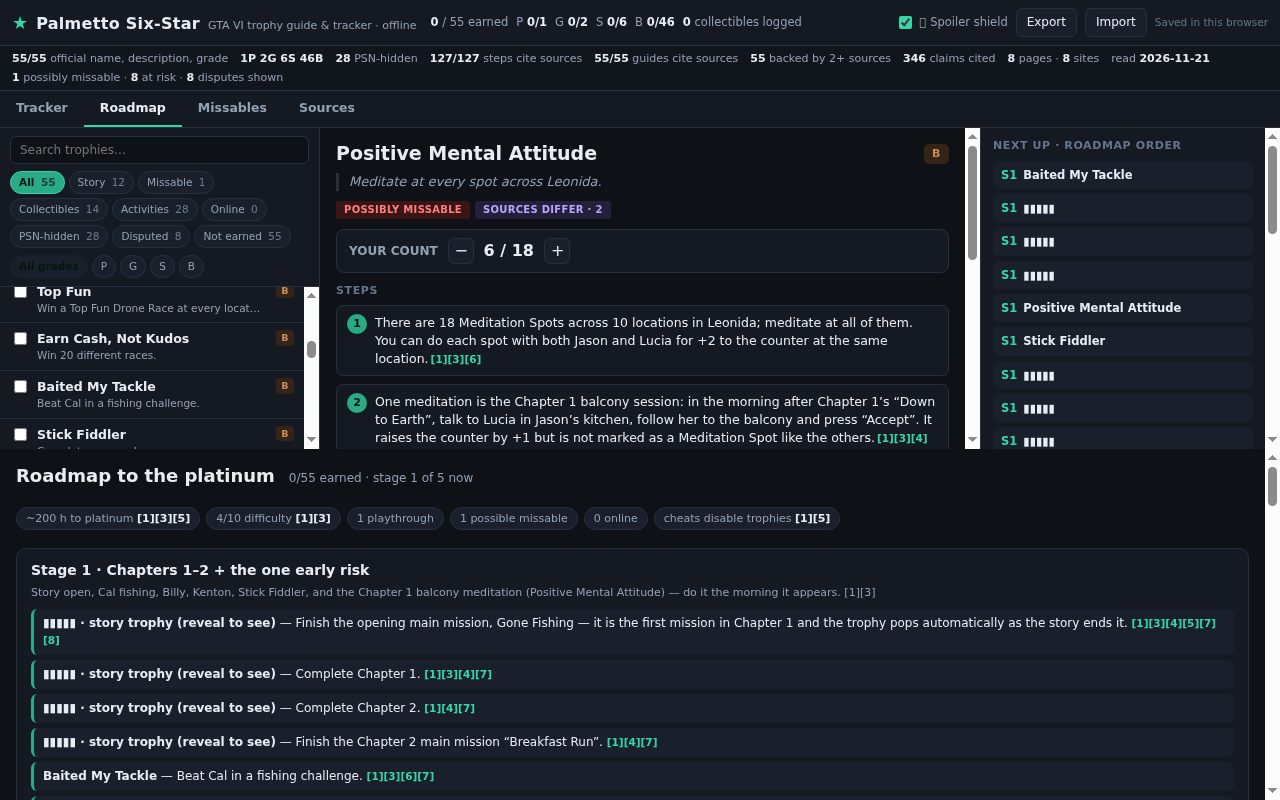 ★ Palmetto Six-Star GTA VI trophy guide & tracker · offline 0 / 55 earned P 0/1 G 0/2 S 0/6 B 0/46 0 collectibles logged Spoiler shield Export Import Saved in this browser
55/55 official name, description, grade 1P 2G 6S 46B 28 PSN-hidden 127/127 steps cite sources 55/55 guides cite sources 55 backed by 2+ sources 346 claims cited 8 pages · 8 sites read 2026-11-21
1 possibly missable · 8 at risk · 8 disputes shown
Tracker Roadmap Missables Sources
Search trophies…
All 55 Story 12 Missable 1
Collectibles 14 Activities 28 Online 0
PSN-hidden 28 Disputed 8 Not earned 55
All grades P G S B
Top Fun B
Win a Top Fun Drone Race at every locat…
Earn Cash, Not Kudos B
Win 20 different races.
Baited My Tackle B
Beat Cal in a fishing challenge.
Stick Fiddler B
Positive Mental Attitude B
Meditate at every spot across Leonida.
POSSIBLY MISSABLE SOURCES DIFFER · 2
YOUR COUNT − 6 / 18 +
STEPS
1 There are 18 Meditation Spots across 10 locations in Leonida; meditate at all of them.
You can do each spot with both Jason and Lucia for +2 to the counter at the same
location. [1][3][6]
2 One meditation is the Chapter 1 balcony session: in the morning after Chapter 1’s “Down
to Earth”, talk to Lucia in Jason’s kitchen, follow her to the balcony and press “Accept”. It
raises the counter by +1 but is not marked as a Meditation Spot like the others. [1][3][4]
NEXT UP · ROADMAP ORDER
S1 Baited My Tackle
S1 ▮▮▮▮▮
S1 ▮▮▮▮▮
S1 ▮▮▮▮▮
S1 Positive Mental Attitude
S1 Stick Fiddler
S1 ▮▮▮▮▮
S1 ▮▮▮▮▮
S1 ▮▮▮▮▮
Roadmap to the platinum 0/55 earned · stage 1 of 5 now
~200 h to platinum [1][3][5] 4/10 difficulty [1][3] 1 playthrough 1 possible missable 0 online cheats disable trophies [1][5]
Stage 1 · Chapters 1–2 + the one early risk
Story open, Cal fishing, Billy, Kenton, Stick Fiddler, and the Chapter 1 balcony meditation (Positive Mental Attitude) — do it the morning it appears. [1][3]
▮▮▮▮▮ · story trophy (reveal to see) — Finish the opening main mission, Gone Fishing — it is the first mission in Chapter 1 and the trophy pops automatically as the story ends it. [1][3][4][5][7]
[8]
▮▮▮▮▮ · story trophy (reveal to see) — Complete Chapter 1. [1][3][4][7]
▮▮▮▮▮ · story trophy (reveal to see) — Complete Chapter 2. [1][4][7]
▮▮▮▮▮ · story trophy (reveal to see) — Finish the Chapter 2 main mission “Breakfast Run”. [1][4][7]
Baited My Tackle — Beat Cal in a fishing challenge. [1][3][6][7]